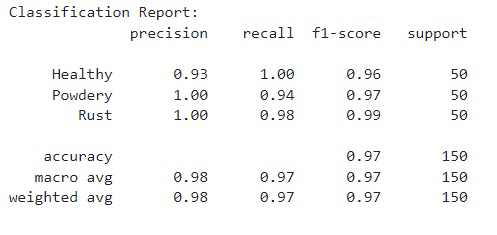 Classification Report:
precision recall f1-score support
Healthy 0.93 1.00 0.96 50
Powdery 1.00 0.94 0.97 50
Rust 1.00 0.98 0.99 50
accuracy 0.97 150
macro avg 0.98 0.97 0.97 150
weighted avg 0.98 0.97 0.97 150